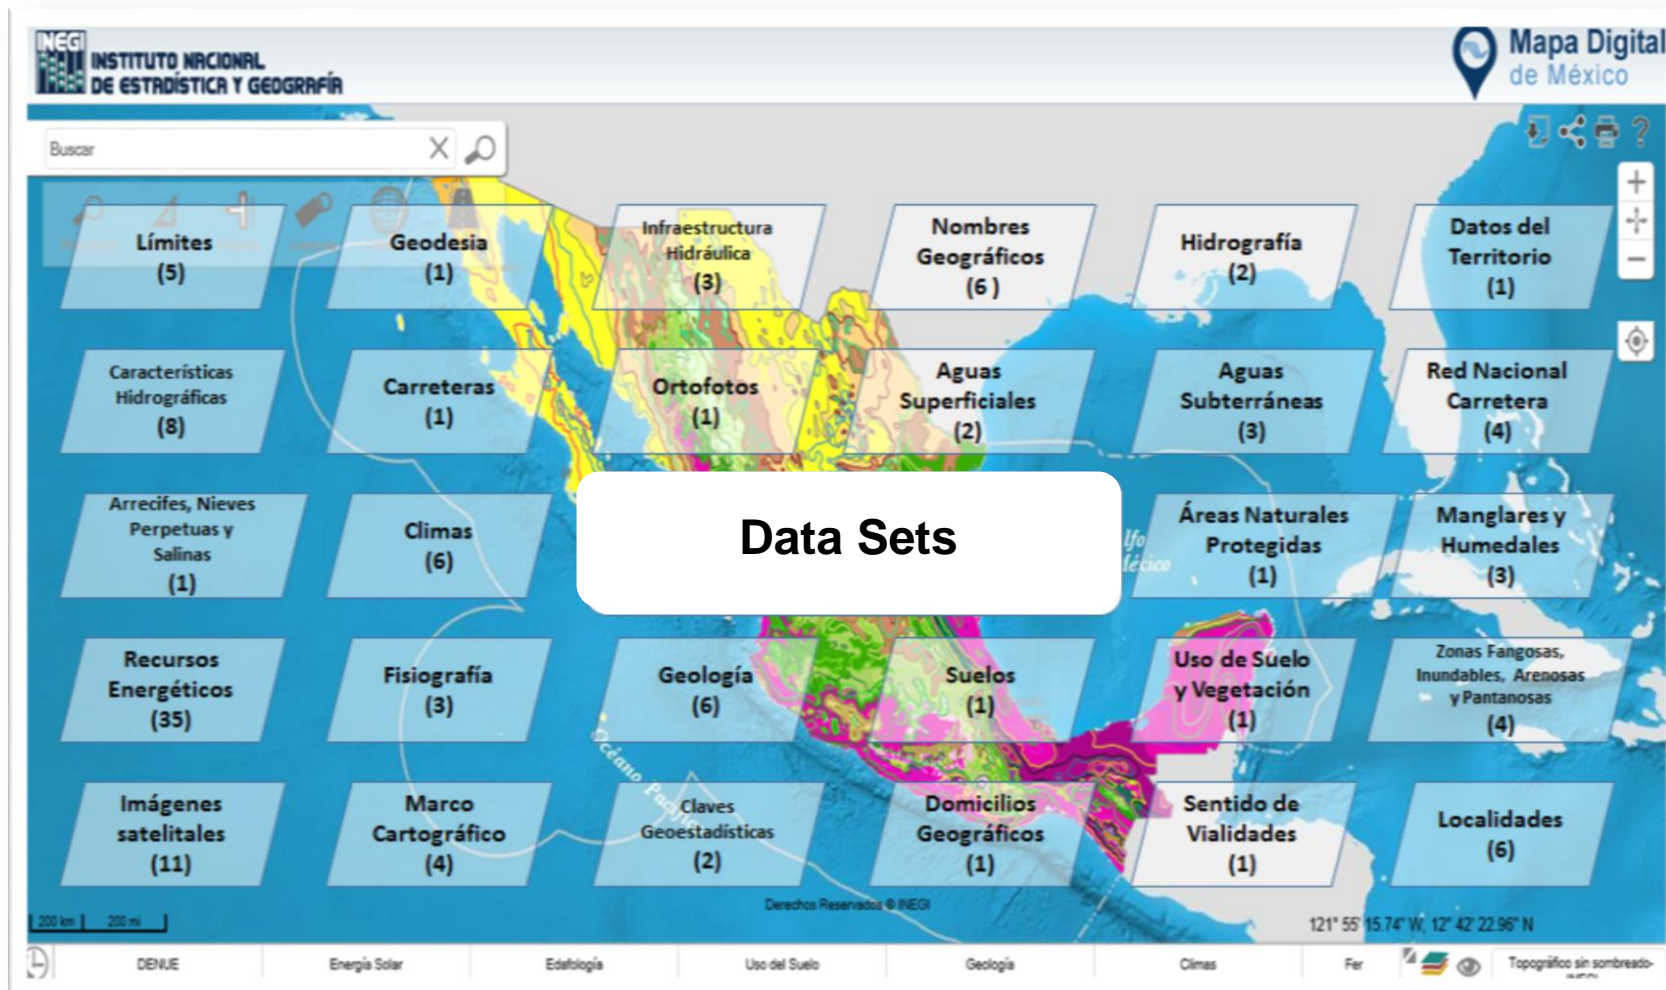 INEGI
INSTITUTO NACIONAL
DE ESTADÍSTICA Y GEOGRAFÍA
Mapa Digital
de México
Buscar
Límites
(5)
Geodesia
(1)
Infraestructura
Hidráulica
(3)
Nombres
Geográficos
(6 )
Hidrografía
(2)
Datos del
Territorio
(1)
Características
Hidrográficas
(8)
Carreteras
(1)
Ortofotos
(1)
Aguas
Superficiales
(2)
Aguas
Subterráneas
(3)
Red Nacional
Carretera
(4)
Arrecifes, Nieves
Perpetuas y
Salinas
(1)
Climas
(6)
Data Sets
Áreas Naturales
Protegidas
(1)
Manglares y
Humedales
(3)
Recursos
Energéticos
(35)
Fisiografía
(3)
Geología
(6)
Suelos
(1)
Uso de Suelo
y Vegetación
(1)
Zonas Fangosas,
Inundables, Arenosas
y Pantanosas
(4)
Océano Pacífico
Imágenes
satelitales
(11)
Marco
Cartográfico
(4)
Claves
Geoestadísticas
(2)
Domicilios
Geográficos
(1)
Sentido de
Vialidades
(1)
Localidades
(6)
Derechos Reservados © INEGI
200 km
200 mi
121° 55' 15.74" W, 12° 42' 22.96" N
DENUE
Energía Solar
Edafología
Uso del Suelo
Geología
Climas
Fer
Topográfico sin sombreado-
INEGI